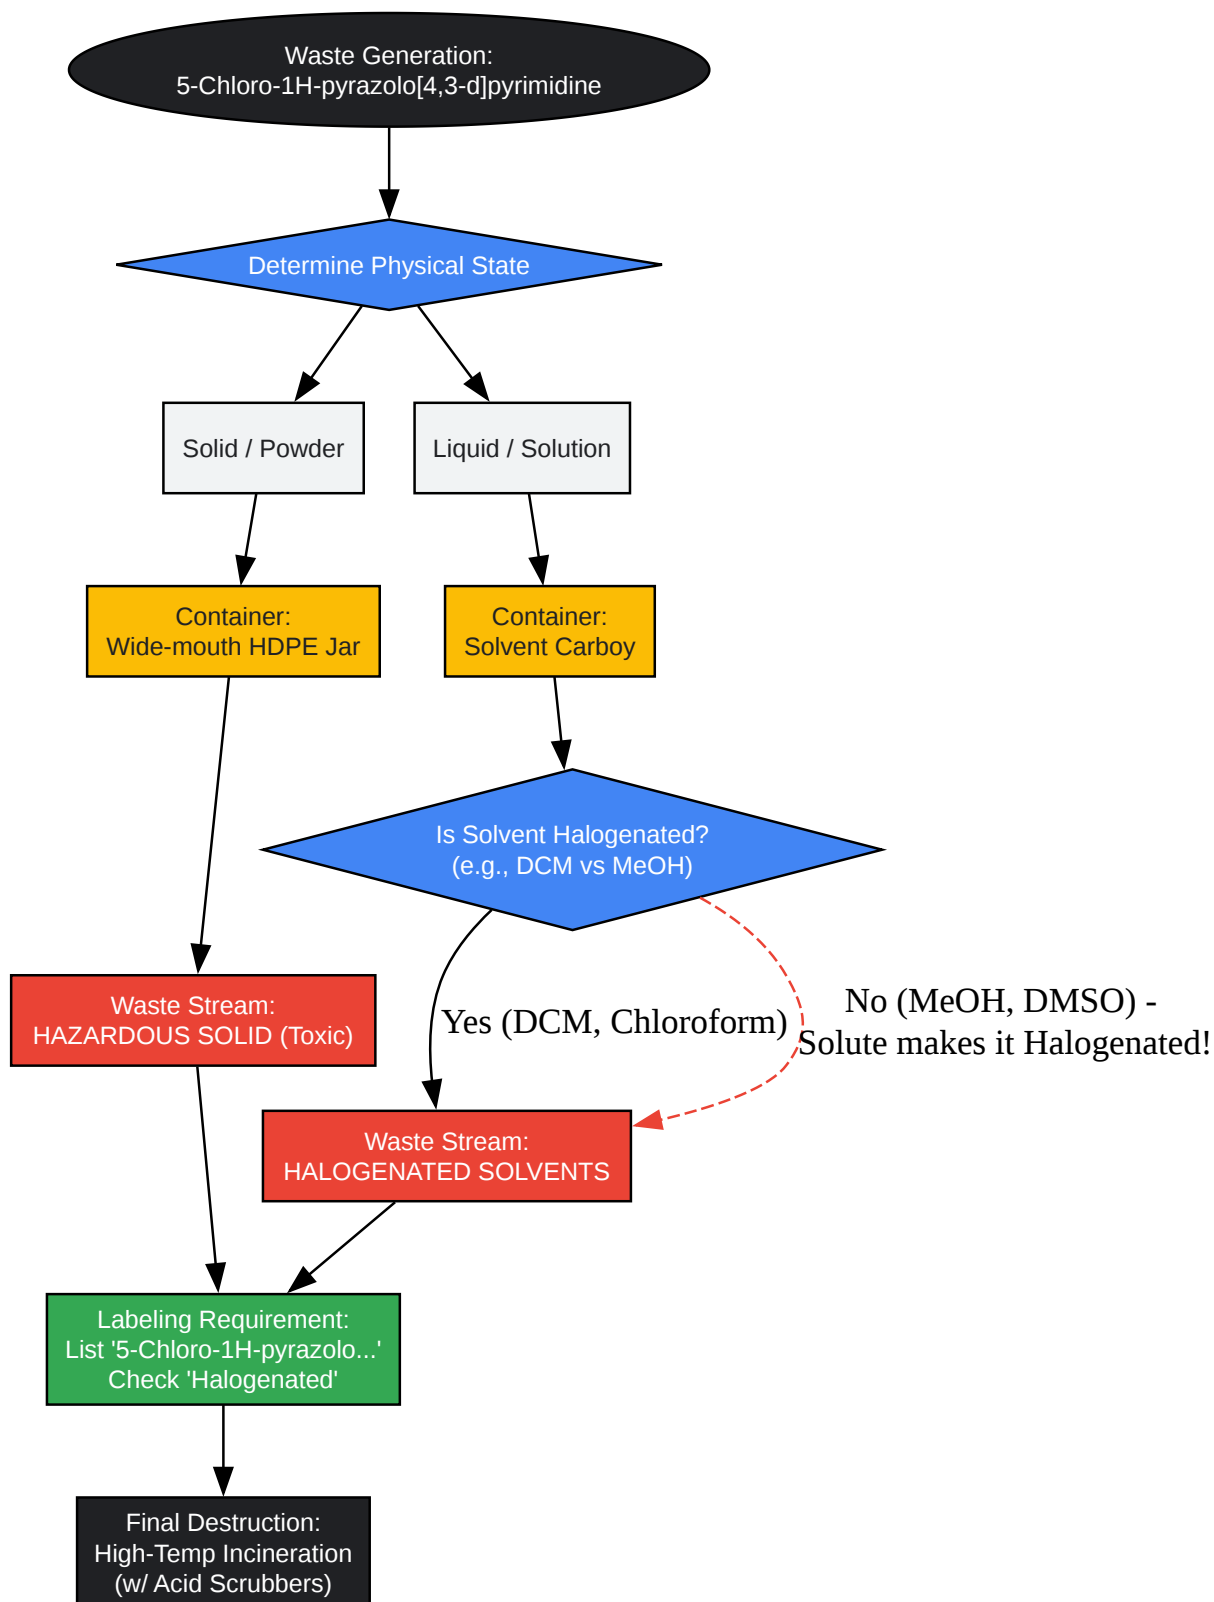 Waste Generation:
5-Chloro-1H-pyrazolo[4,3-d]pyrimidine
Determine Physical State
Solid / Powder
Liquid / Solution
Container:
Wide-mouth HDPE Jar
Container:
Solvent Carboy
Is Solvent Halogenated?
(e.g., DCM vs MeOH)
Waste Stream:
HAZARDOUS SOLID (Toxic)
Yes (DCM, Chloroform)
No (MeOH, DMSO) -
Solute makes it Halogenated!
Waste Stream:
HALOGENATED SOLVENTS
Labeling Requirement:
List '5-Chloro-1H-pyrazolo...'
Check 'Halogenated'
Final Destruction:
High-Temp Incineration
(w/ Acid Scrubbers)